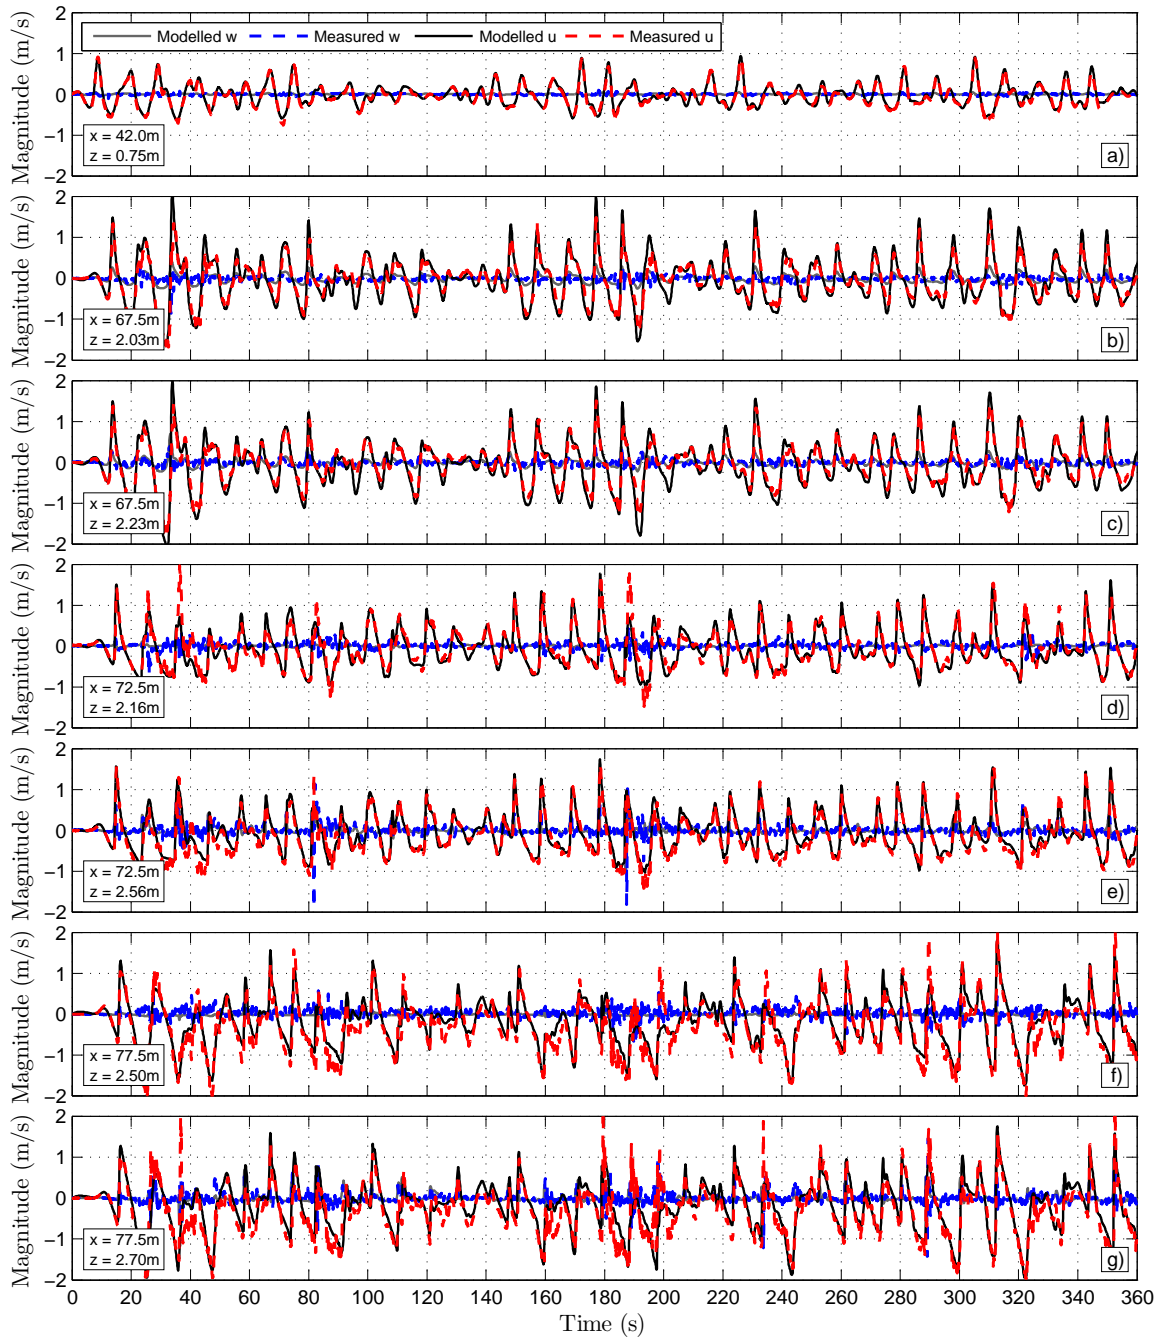 2
Modelled w Measured w Modelled u Measured u
1
0
−1
−2
x = 42.0m
z = 0.75m
a)
Magnitude (m/s)
2
1
0
−1
−2
x = 67.5m
z = 2.03m
b)
Magnitude (m/s)
2
1
0
−1
−2
x = 67.5m
z = 2.23m
c)
Magnitude (m/s)
2
1
0
−1
−2
x = 72.5m
z = 2.16m
d)
Magnitude (m/s)
2
1
0
−1
−2
x = 72.5m
z = 2.56m
e)
Magnitude (m/s)
2
1
0
−1
−2
x = 77.5m
z = 2.50m
f)
Magnitude (m/s)
2
1
0
−1
−2
x = 77.5m
z = 2.70m
g)
Magnitude (m/s)
0 20 40 60 80 100 120 140 160 180 200 220 240 260 280 300 320 340 360
Time (s)